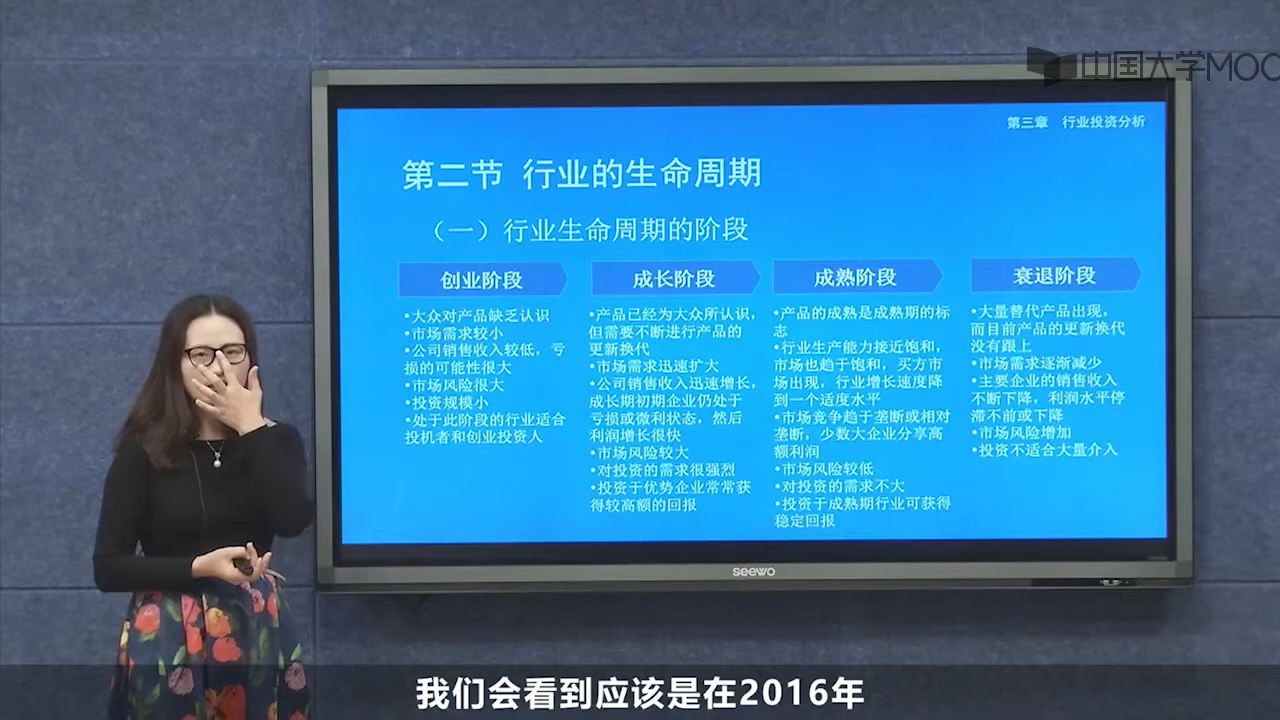 中国大学MOC
第三章 行业投资分析
第二节 行业的生命周期
（一）行业生命周期的阶段
创业阶段
•大众对产品缺乏认识
•市场需求较小
•公司销售收入较低，亏
损的可能性很大
•市场风险很大
•投资规模小
•处于此阶段的行业适合
投机者和创业投资人
成长阶段
•产品已经为大众所认识，
但需要不断进行产品的
更新换代
•市场需求迅速扩大
•公司销售收入迅速增长，
成长期初期企业仍处于
亏损或微利状态，然后
利润增长很快
•市场风险较大
•对投资的需求很强烈
•投资于优势企业常常获
得较高额的回报
成熟阶段
•产品的成熟是成熟期的标
志
•行业生产能力接近饱和，
市场也趋于饱和，买方市
场出现，行业增长速度降
到一个适度水平
•市场竞争趋于垄断或相对
垄断，少数大企业分享高
额利润
•市场风险较低
•对投资的需求不大
•投资于成熟期行业可获得
稳定回报
衰退阶段
•大量替代产品出现，
而目前产品的更新换代
没有跟上
•市场需求逐渐减少
•主要企业的销售收入
不断下降，利润水平停
滞不前或下降
•市场风险增加
•投资不适合大量介入
seewo
我们会看到应该是在2016年